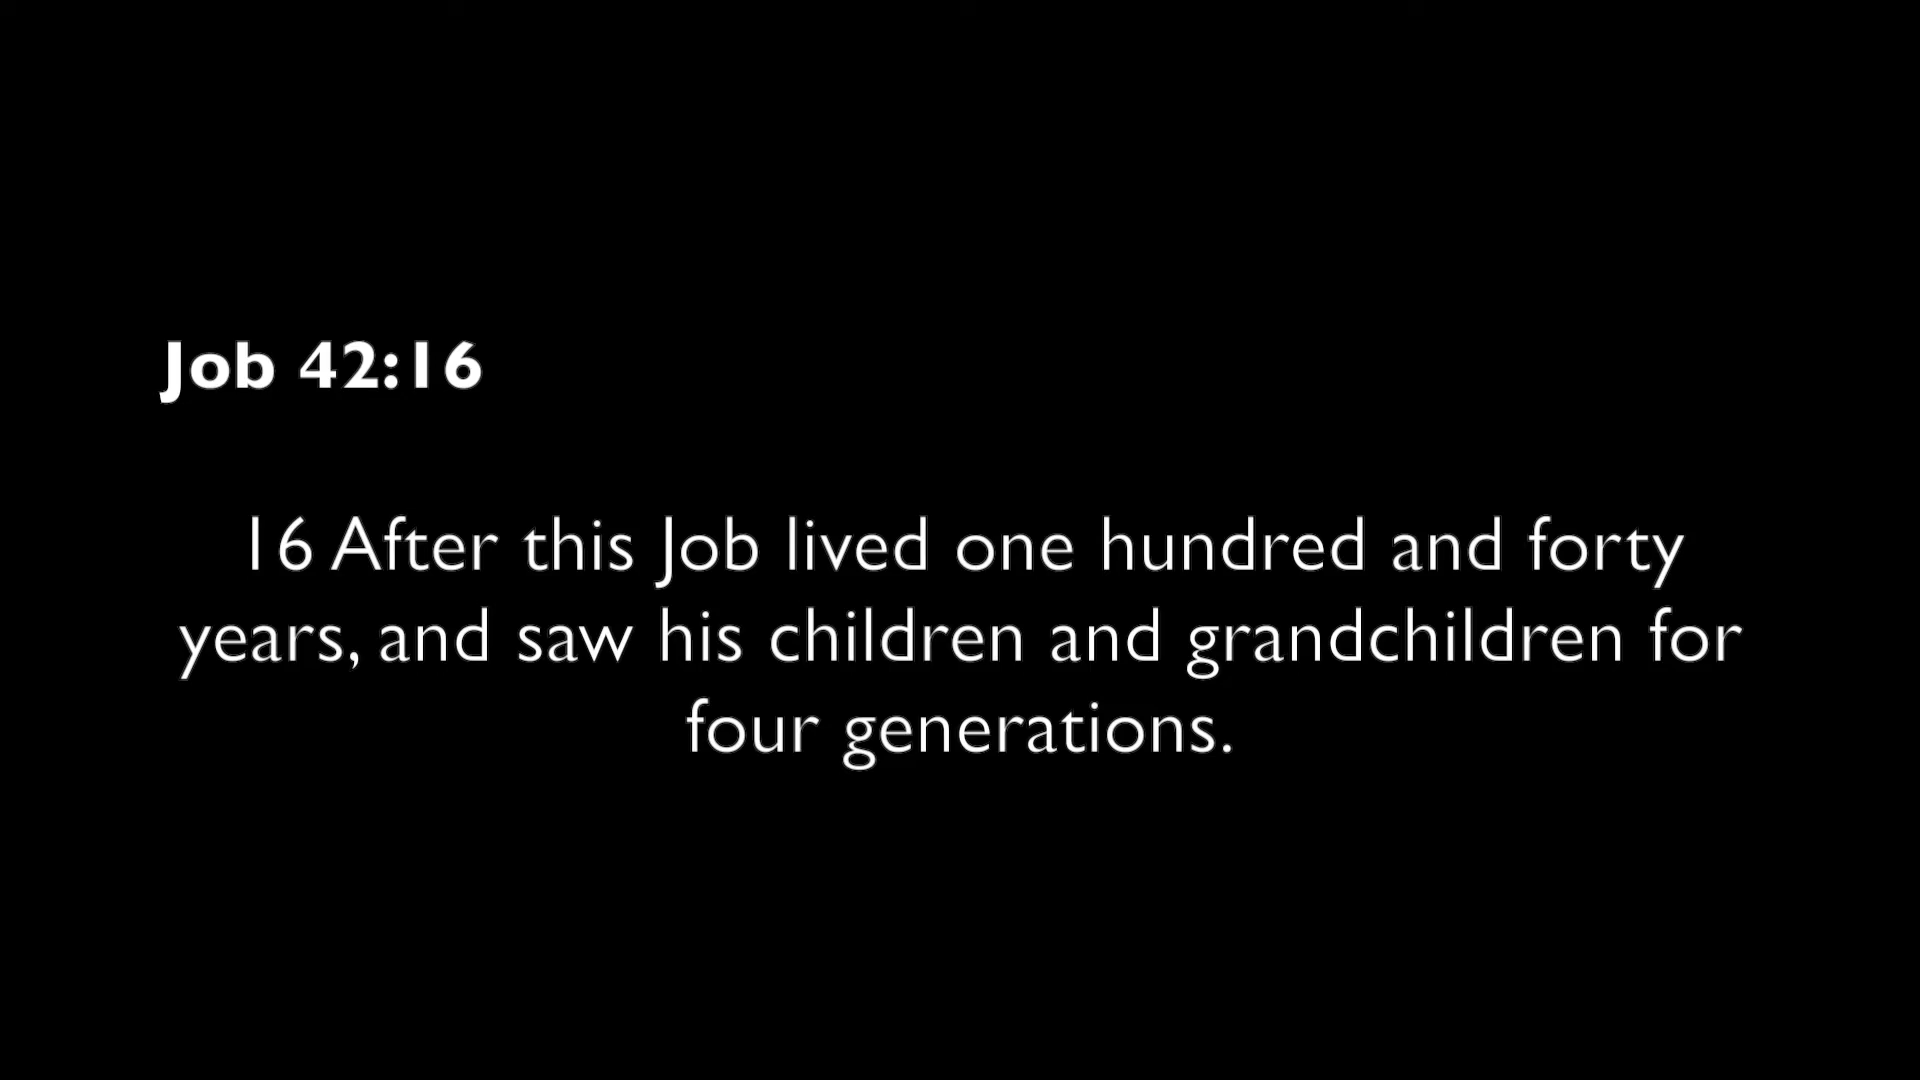 Job 42:16
16 After this Job lived one hundred and forty
years, and saw his children and grandchildren for
four generations.